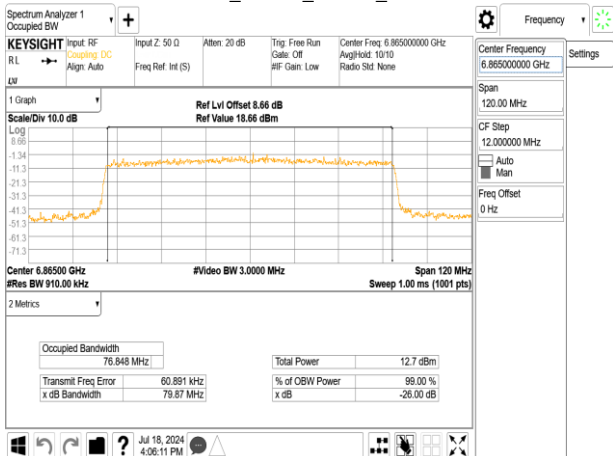 Spectrum Analyzer 1
Occupied BW
+
Frequency
KEYSIGHT
RL
LXI
Input: RF
Coupling: DC
Align: Auto
Input Z: 50 Ω
Freq Ref: Int (S)
Atten: 20 dB
Trig: Free Run
Gate: Off
#IF Gain: Low
Center Freq: 6.865000000 GHz
Avg|Hold: 10/10
Radio Std: None
Center Frequency
6.865000000 GHz
Settings
Span
120.00 MHz
CF Step
12.000000 MHz
Auto
Man
Freq Offset
0 Hz
1 Graph
Scale/Div 10.0 dB
Ref Lvl Offset 8.66 dB
Ref Value 18.66 dBm
Log
8.66
-1.34
-11.3
-21.3
-31.3
-41.3
-51.3
-61.3
-71.3
Center 6.86500 GHz
#Video BW 3.0000 MHz
Span 120 MHz
#Res BW 910.00 kHz
Sweep 1.00 ms (1001 pts)
2 Metrics
Occupied Bandwidth
76.848 MHz
Total Power 12.7 dBm
Transmit Freq Error 60.891 kHz
% of OBW Power 99.00 %
x dB Bandwidth 79.87 MHz
x dB -26.00 dB
?
Jul 18, 2024
4:06:11 PM